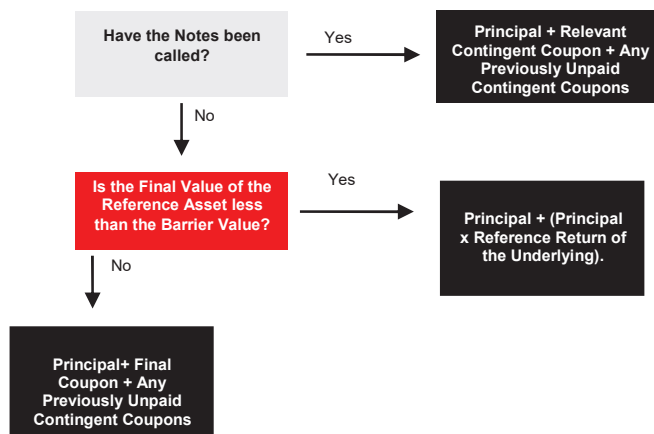 Have the Notes been
called?
Yes
Principal + Relevant
Contingent Coupon + Any
Previously Unpaid
Contingent Coupons
No
Is the Final Value of the
Reference Asset less
than the Barrier Value?
Yes
Principal + (Principal
x Reference Return of
the Underlying).
No
Principal+ Final
Coupon + Any
Previously Unpaid
Contingent Coupons